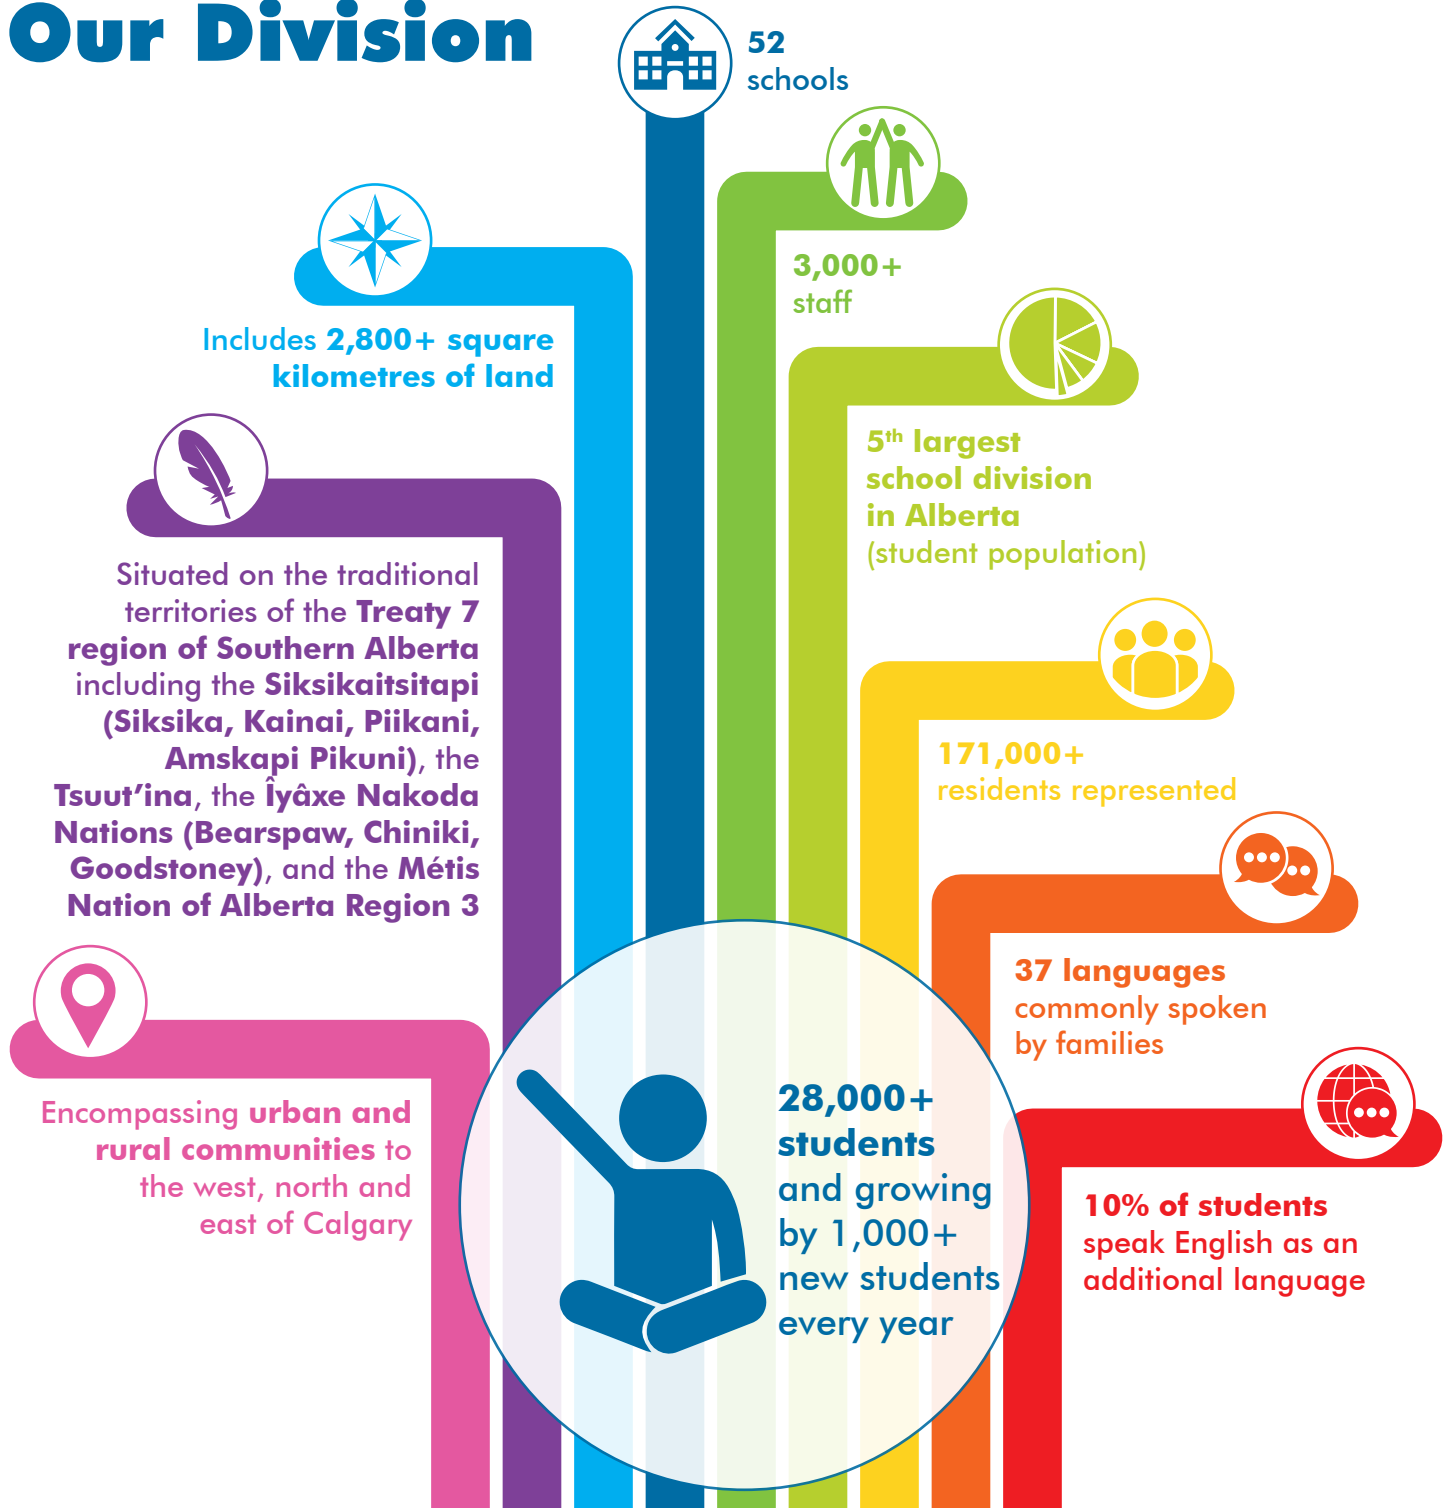 Our Division
52
schools
3,000+
staff
Includes 2,800+ square
kilometres of land
5th largest
school division
in Alberta
(student population)
Situated on the traditional
territories of the Treaty 7
region of Southern Alberta
including the Siksikaitsitapi
(Siksika, Kainai, Piikani,
Amskapi Pikuni), the
Tsuut’ina, the Îyâxe Nakoda
Nations (Bearspaw, Chiniki,
Goodstoney), and the Métis
Nation of Alberta Region 3
171,000+
residents represented
37 languages
commonly spoken
by families
Encompassing urban and
rural communities to
the west, north and
east of Calgary
28,000+
students
and growing
by 1,000+
new students
every year
10% of students
speak English as an
additional language